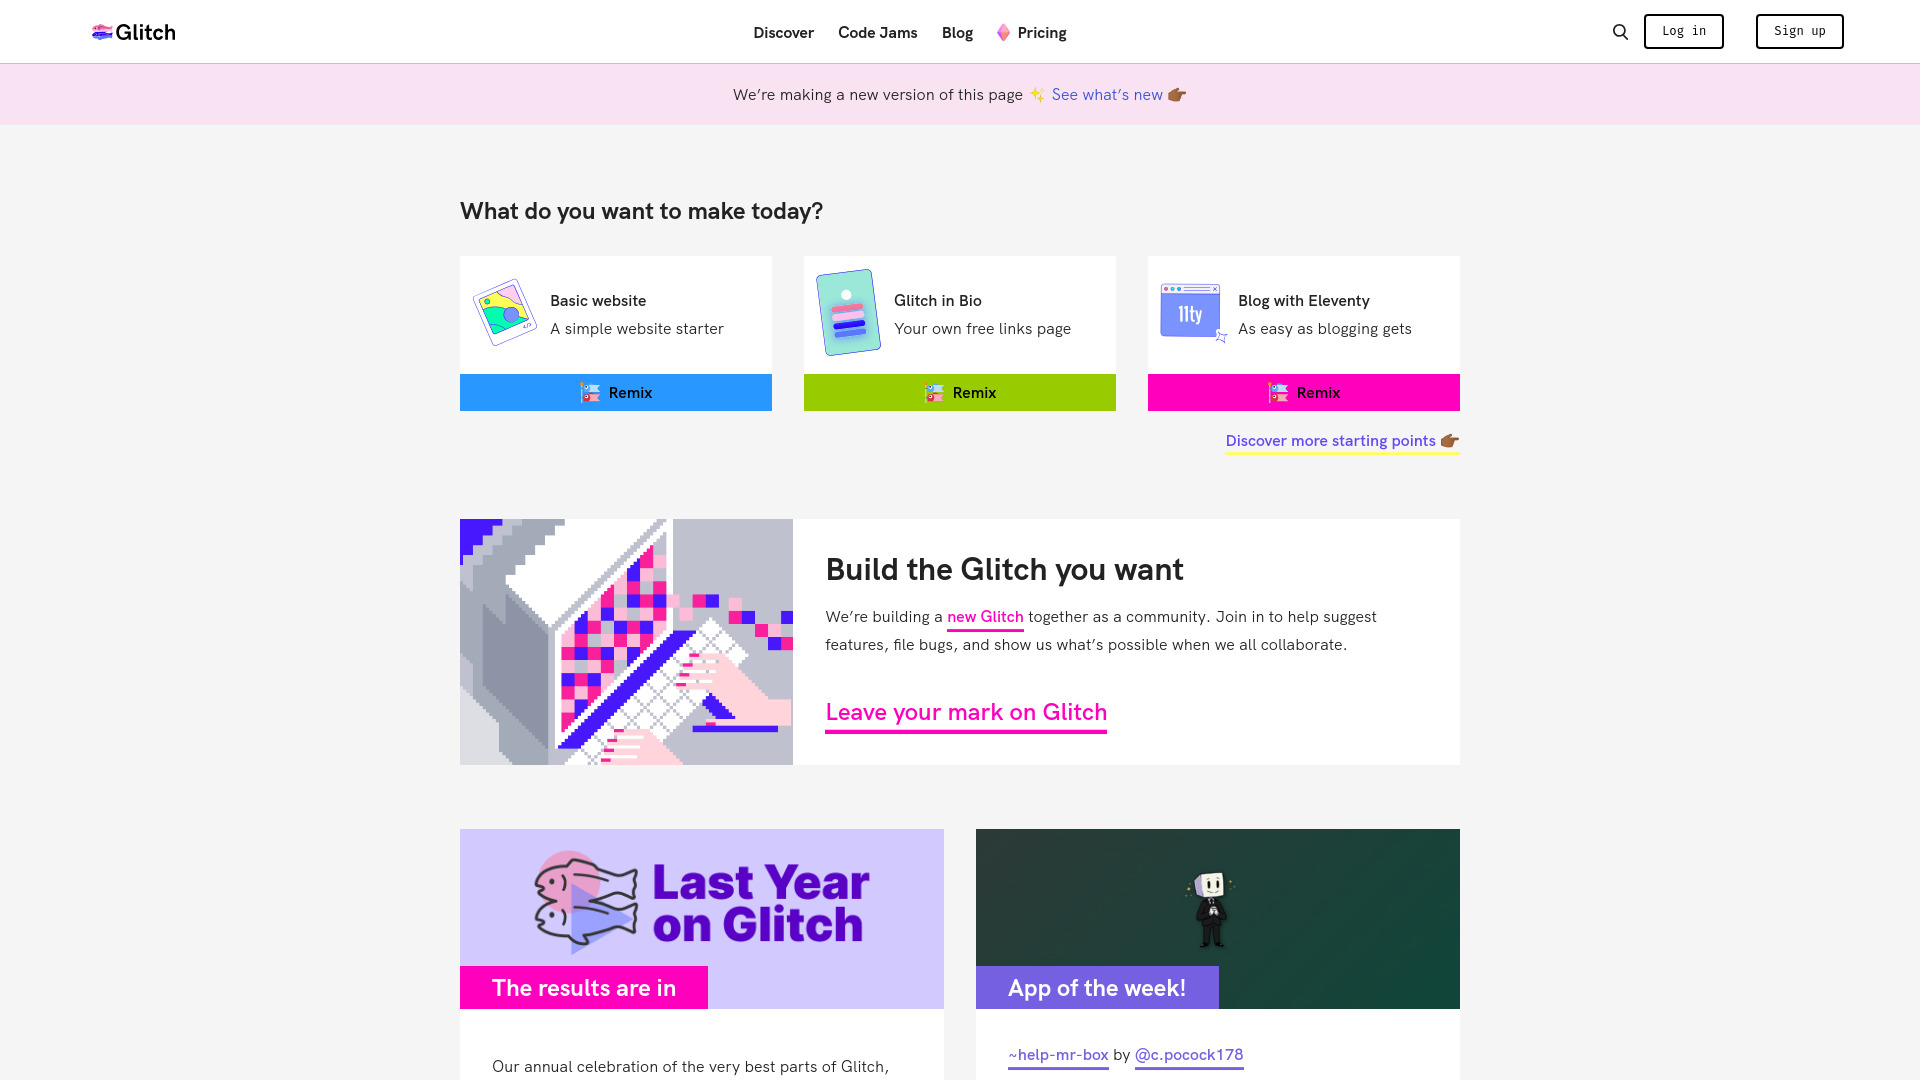 Glitch
Discover
Code Jams
Blog
Pricing
Log in
Sign up
We’re making a new version of this page ✨ See what’s new
What do you want to make today?
Basic website
A simple website starter
Remix
Glitch in Bio
Your own free links page
Remix
11ty
Blog with Eleventy
As easy as blogging gets
Remix
Discover more starting points
Build the Glitch you want
We’re building a new Glitch together as a community. Join in to help suggest
features, file bugs, and show us what’s possible when we all collaborate.
Leave your mark on Glitch
Last Year
on Glitch
The results are in
Our annual celebration of the very best parts of Glitch,
App of the week!
~help-mr-box by @c.pocock178